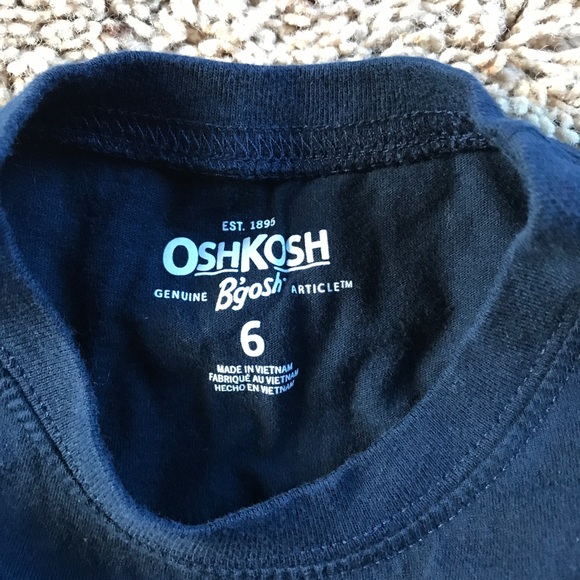 EST. 1895
OSHKOSH
GENUINE B'gosh ARTICLE™
6
MADE IN VIETNAM
FABRIQUÉ AU VIETNAM
HECHO EN VIETNAM